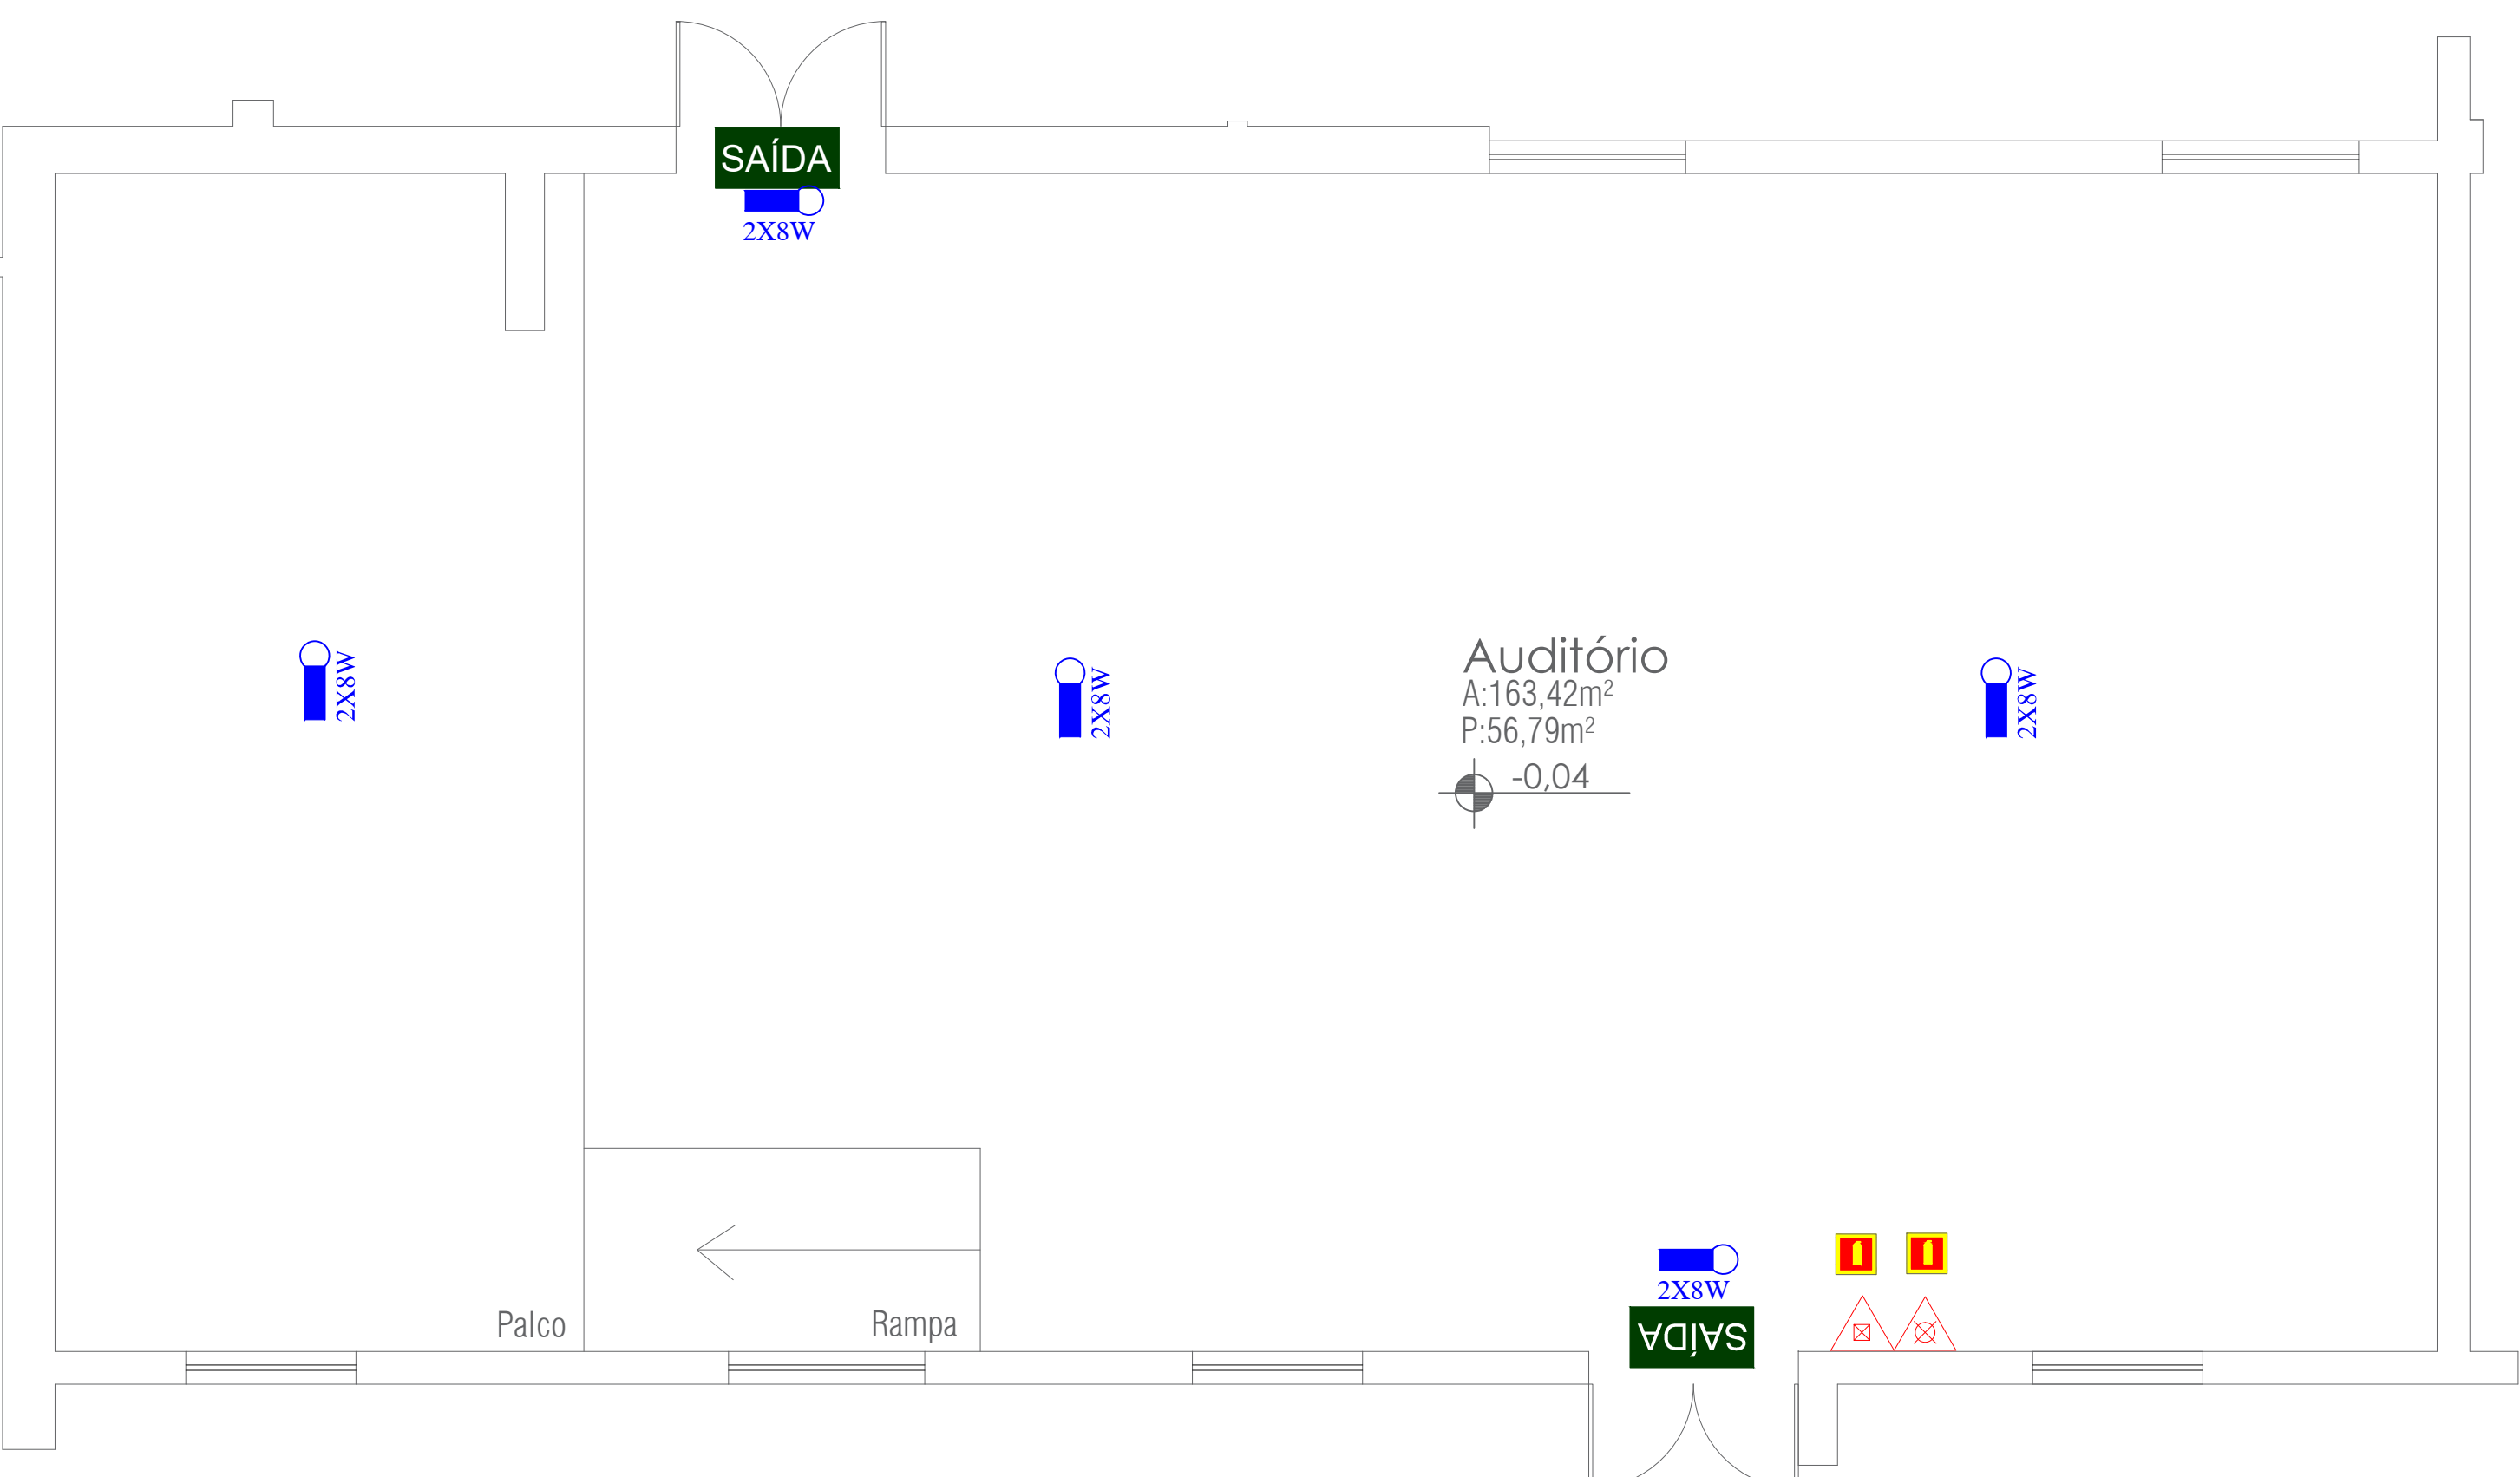 SAÍDA
2X8W
2X8W
2X8W
Auditório
A:163,42m²
P:56,79m²
-0,04
2X8W
2X8W
SAÍDA
Palco
Rampa